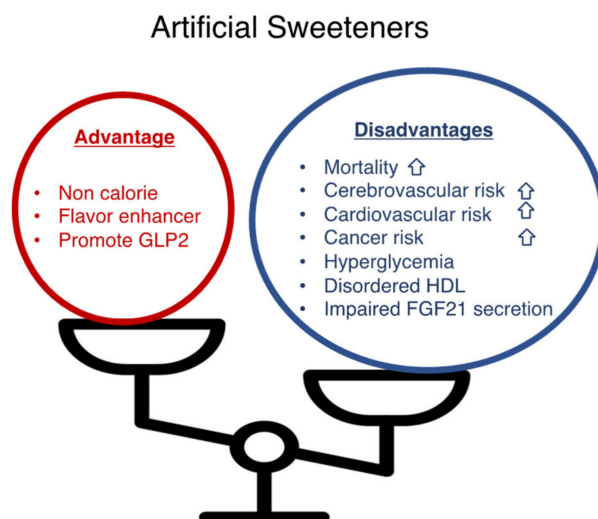 Artificial Sweeteners
Advantage
• Non calorie
• Flavor enhancer
• Promote GLP2
Disadvantages
• Mortality ⇧
• Cerebrovascular risk ⇧
• Cardiovascular risk ⇧
• Cancer risk ⇧
• Hyperglycemia
• Disordered HDL
• Impaired FGF21 secretion